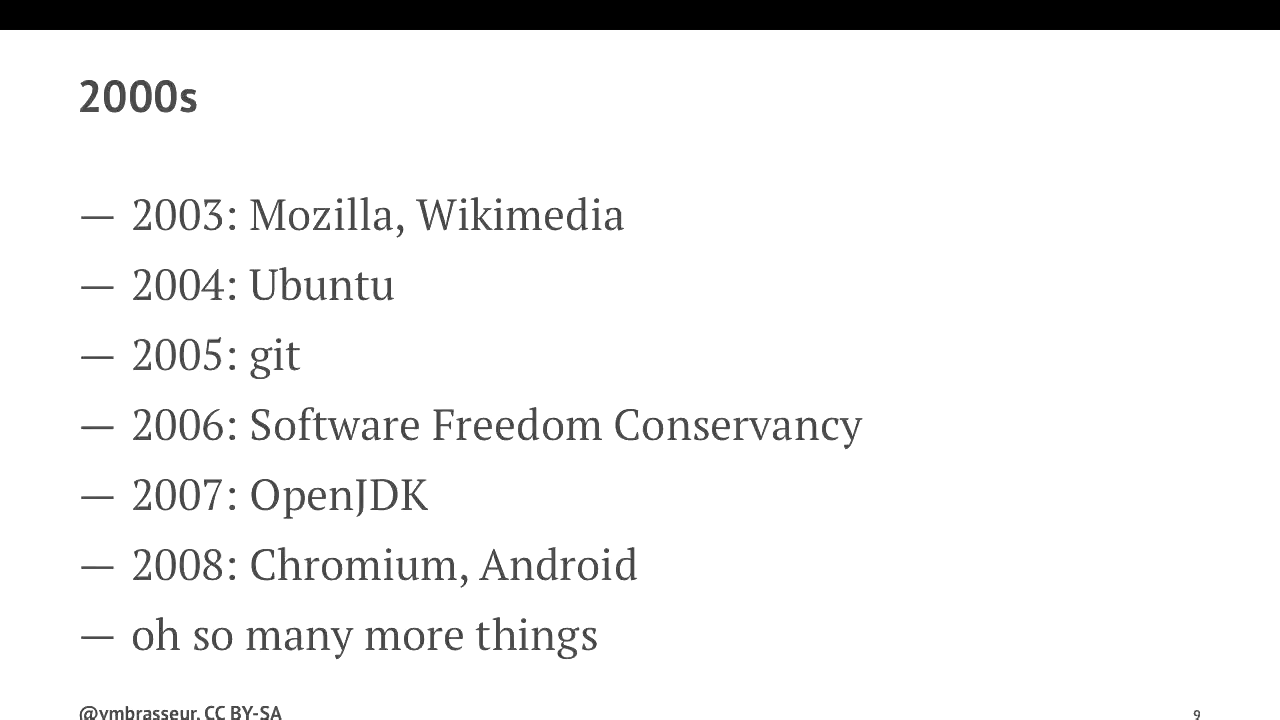 2000s
— 2003: Mozilla, Wikimedia
— 2004: Ubuntu
— 2005: git
— 2006: Software Freedom Conservancy
— 2007: OpenJDK
— 2008: Chromium, Android
— oh so many more things
@vmbrasseur, CC BY-SA
9